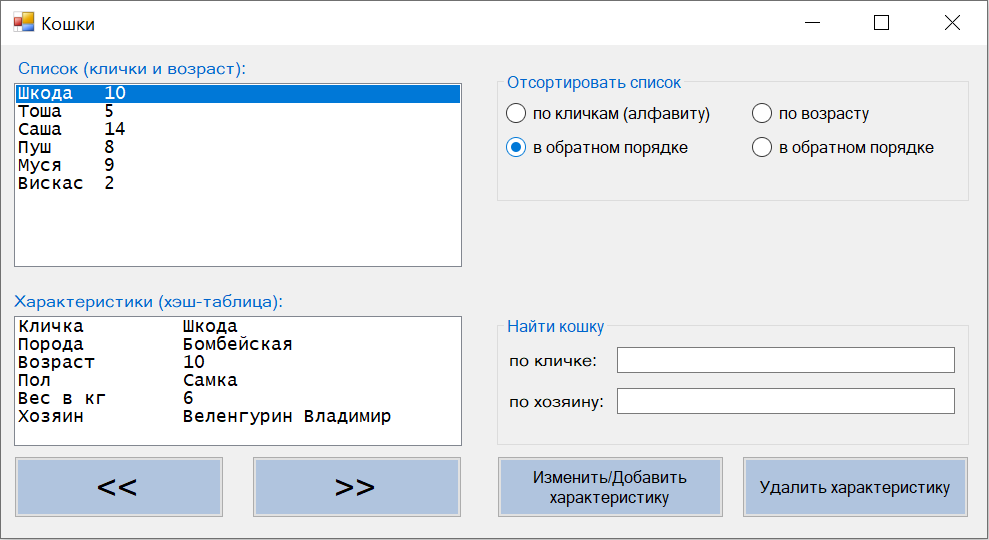 Кошки
Список (клички и возраст):
Шкода 10
Тоша 5
Саша 14
Пуш 8
Муся 9
Вискас 2
Отсортировать список
по кличкам (алфавиту) по возрасту
в обратном порядке в обратном порядке
Характеристики (хэш-таблица):
Кличка Шкода
Порода Бомбейская
Возраст 10
Пол Самка
Вес в кг 6
Хозяин Веленгурин Владимир
Найти кошку
по кличке:
по хозяину:
<< >>
Изменить/Добавить
характеристику
Удалить характеристику